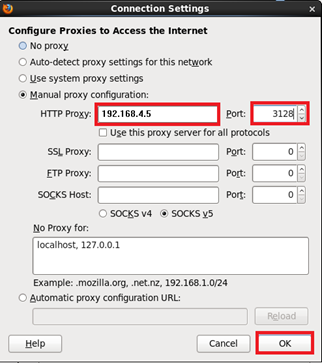 Connection Settings
Configure Proxies to Access the Internet
No proxy
Auto-detect proxy settings for this network
Use system proxy settings
Manual proxy configuration:
HTTP Proxy: 192.168.4.5 Port: 3128
Use this proxy server for all protocols
SSL Proxy: Port: 0
FTP Proxy: Port: 0
SOCKS Host: Port: 0
SOCKS v4 SOCKS v5
No Proxy for:
localhost, 127.0.0.1
Example: .mozilla.org, .net.nz, 192.168.1.0/24
Automatic proxy configuration URL:
Reload
Help Cancel OK